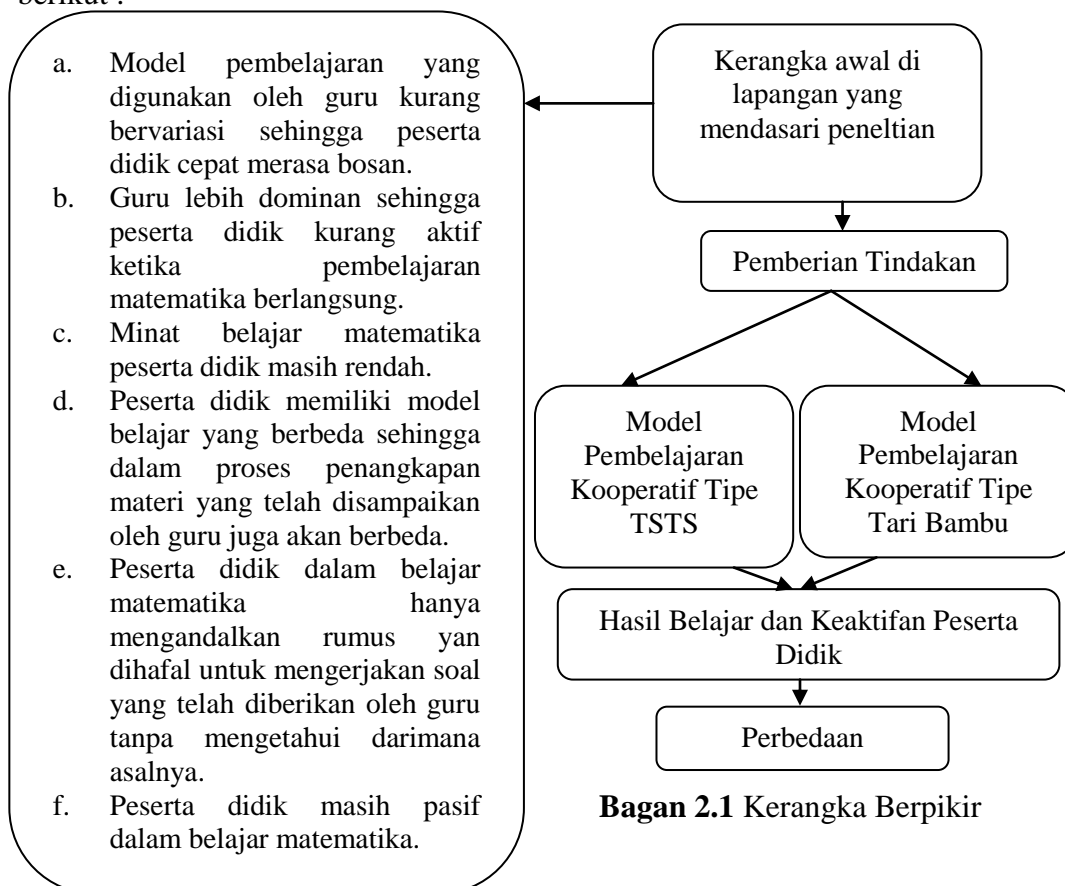 berikut :
a. Model pembelajaran yang
digunakan oleh guru kurang
bervariasi sehingga peserta
didik cepat merasa bosan.
b. Guru lebih dominan sehingga
peserta didik kurang aktif
ketika pembelajaran
matematika berlangsung.
c. Minat belajar matematika
peserta didik masih rendah.
d. Peserta didik memiliki model
belajar yang berbeda sehingga
dalam proses penangkapan
materi yang telah disampaikan
oleh guru juga akan berbeda.
e. Peserta didik dalam belajar
matematika hanya
mengandalkan rumus yan
dihafal untuk mengerjakan soal
yang telah diberikan oleh guru
tanpa mengetahui darimana
asalnya.
f. Peserta didik masih pasif
dalam belajar matematika.
Kerangka awal di
lapangan yang
mendasari peneltian
Pemberian Tindakan
Model
Pembelajaran
Kooperatif Tipe
TSTS
Model
Pembelajaran
Kooperatif Tipe
Tari Bambu
Hasil Belajar dan Keaktifan Peserta
Didik
Perbedaan
Bagan 2.1 Kerangka Berpikir